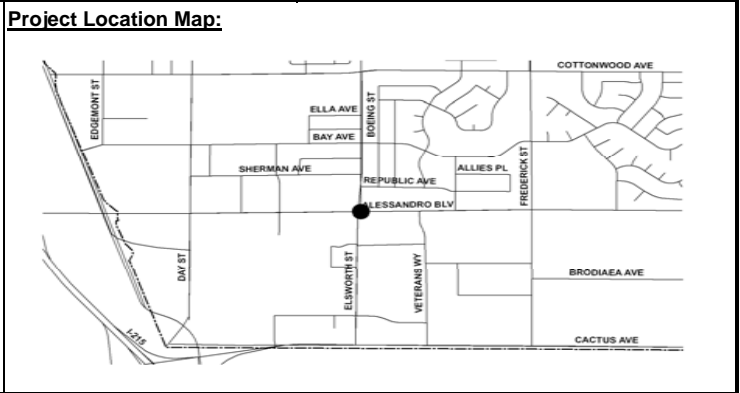 Project Location Map:
COTTONWOOD AVE
EDGEMONT ST
ELLA AVE
BOEING ST
BAY AVE
SHERMAN AVE
ALLIES PL
FREDERICK ST
REPUBLIC AVE
ALESSANDRO BLV
DAY ST
ELSWORTH ST
VETERANS WY
BRODIAEA AVE
I-215
CACTUS AVE